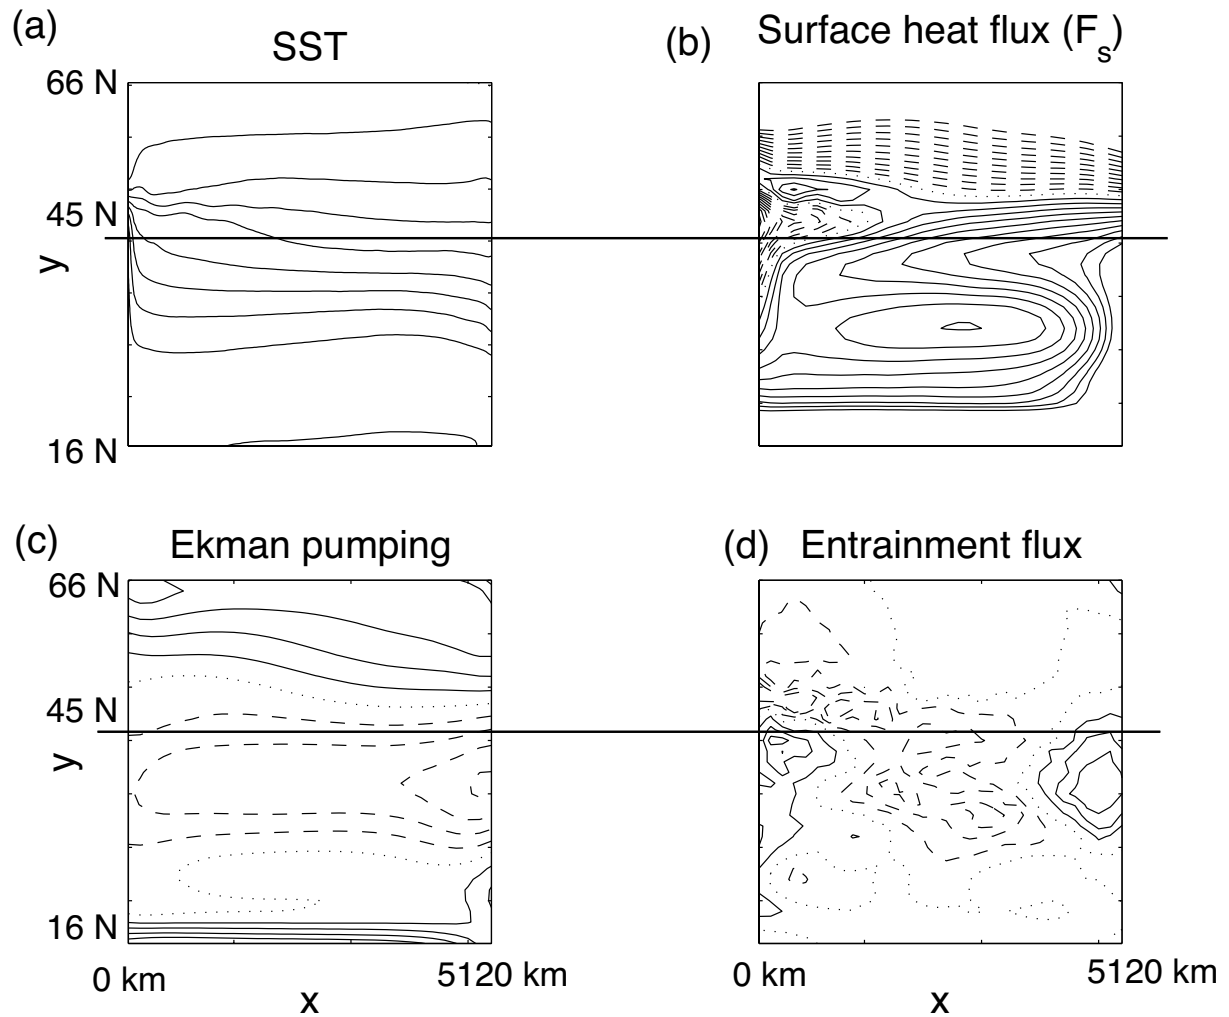 (a) SST
(b) Surface heat flux (Fs)
66 N
45 N
y
16 N
(c) Ekman pumping
(d) Entrainment flux
66 N
45 N
y
16 N
0 km 5120 km
x
0 km 5120 km
x